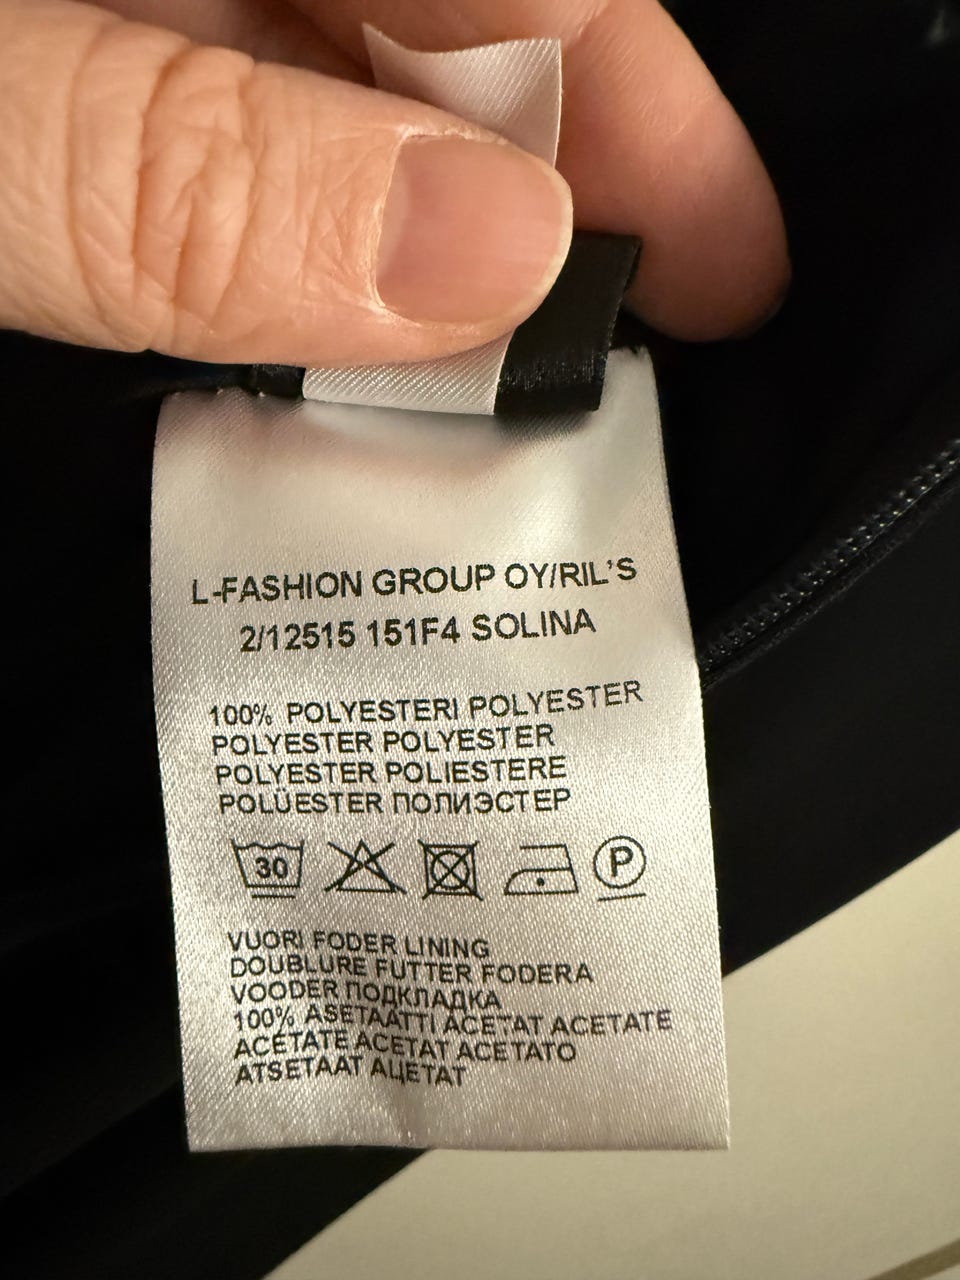 L-FASHION GROUP OY/RIL'S
2/12515 151F4 SOLINA
100% POLYESTERI POLYESTER
POLYESTER POLYESTER
POLYESTER POLIESTERE
POLÜESTER ПОЛИЭСТЕР
30 P
VUORI FODER LINING
DOUBLURE FUTTER FODERA
VOODER ПОДКЛАДКА
100% ASETAATTI ACETAT ACETATE
ACÉTATE ACETAT ACETATO
ATSETAAT АЦЕТАТ